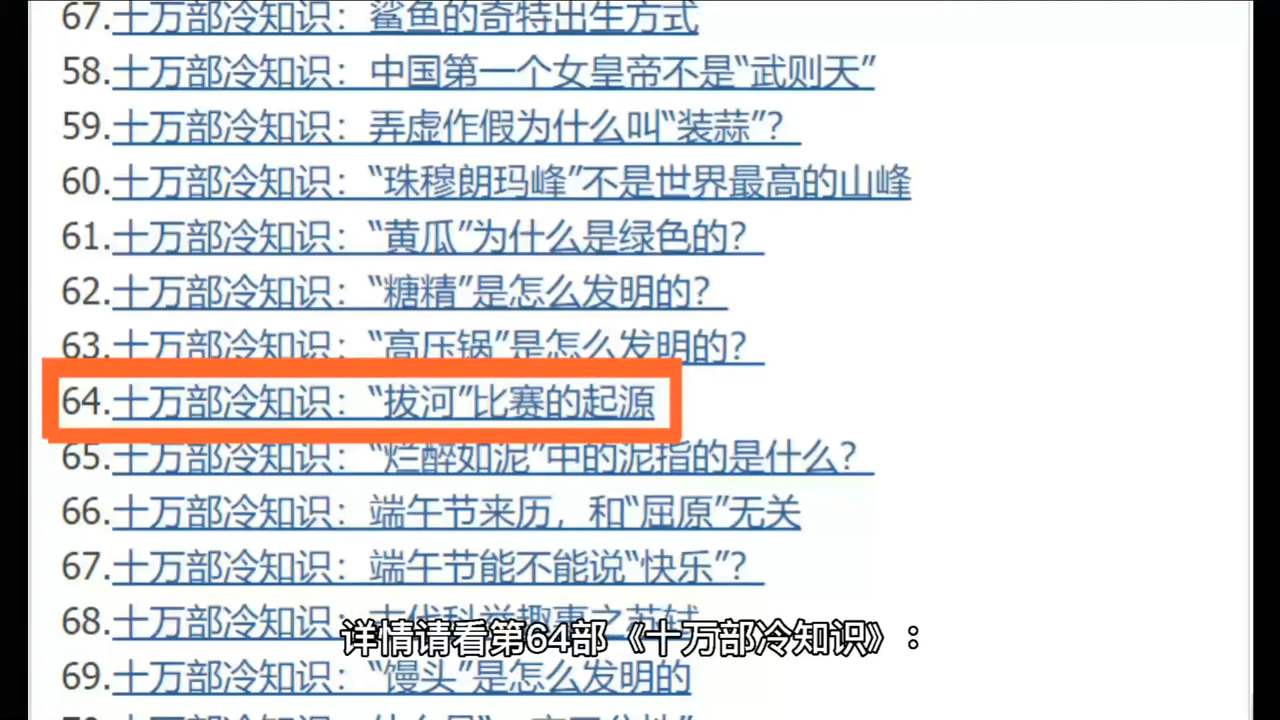 67.十万部冷知识：鲨鱼的奇特出生方式
58.十万部冷知识：中国第一个女皇帝不是“武则天”
59.十万部冷知识：弄虚作假为什么叫“装蒜”？
60.十万部冷知识：“珠穆朗玛峰”不是世界最高的山峰
61.十万部冷知识：“黄瓜”为什么是绿色的？
62.十万部冷知识：“糖精”是怎么发明的？
63.十万部冷知识：“高压锅”是怎么发明的？
64.十万部冷知识：“拔河”比赛的起源
65.十万部冷知识：“烂醉如泥”中的泥指的是什么？
66.十万部冷知识：端午节来历，和“屈原”无关
67.十万部冷知识：端午节能不能说“快乐”？
68.十万部冷知识：古代科举趣事之苏轼
详情请看第64部《十万部冷知识》：
69.十万部冷知识：“馒头”是怎么发明的